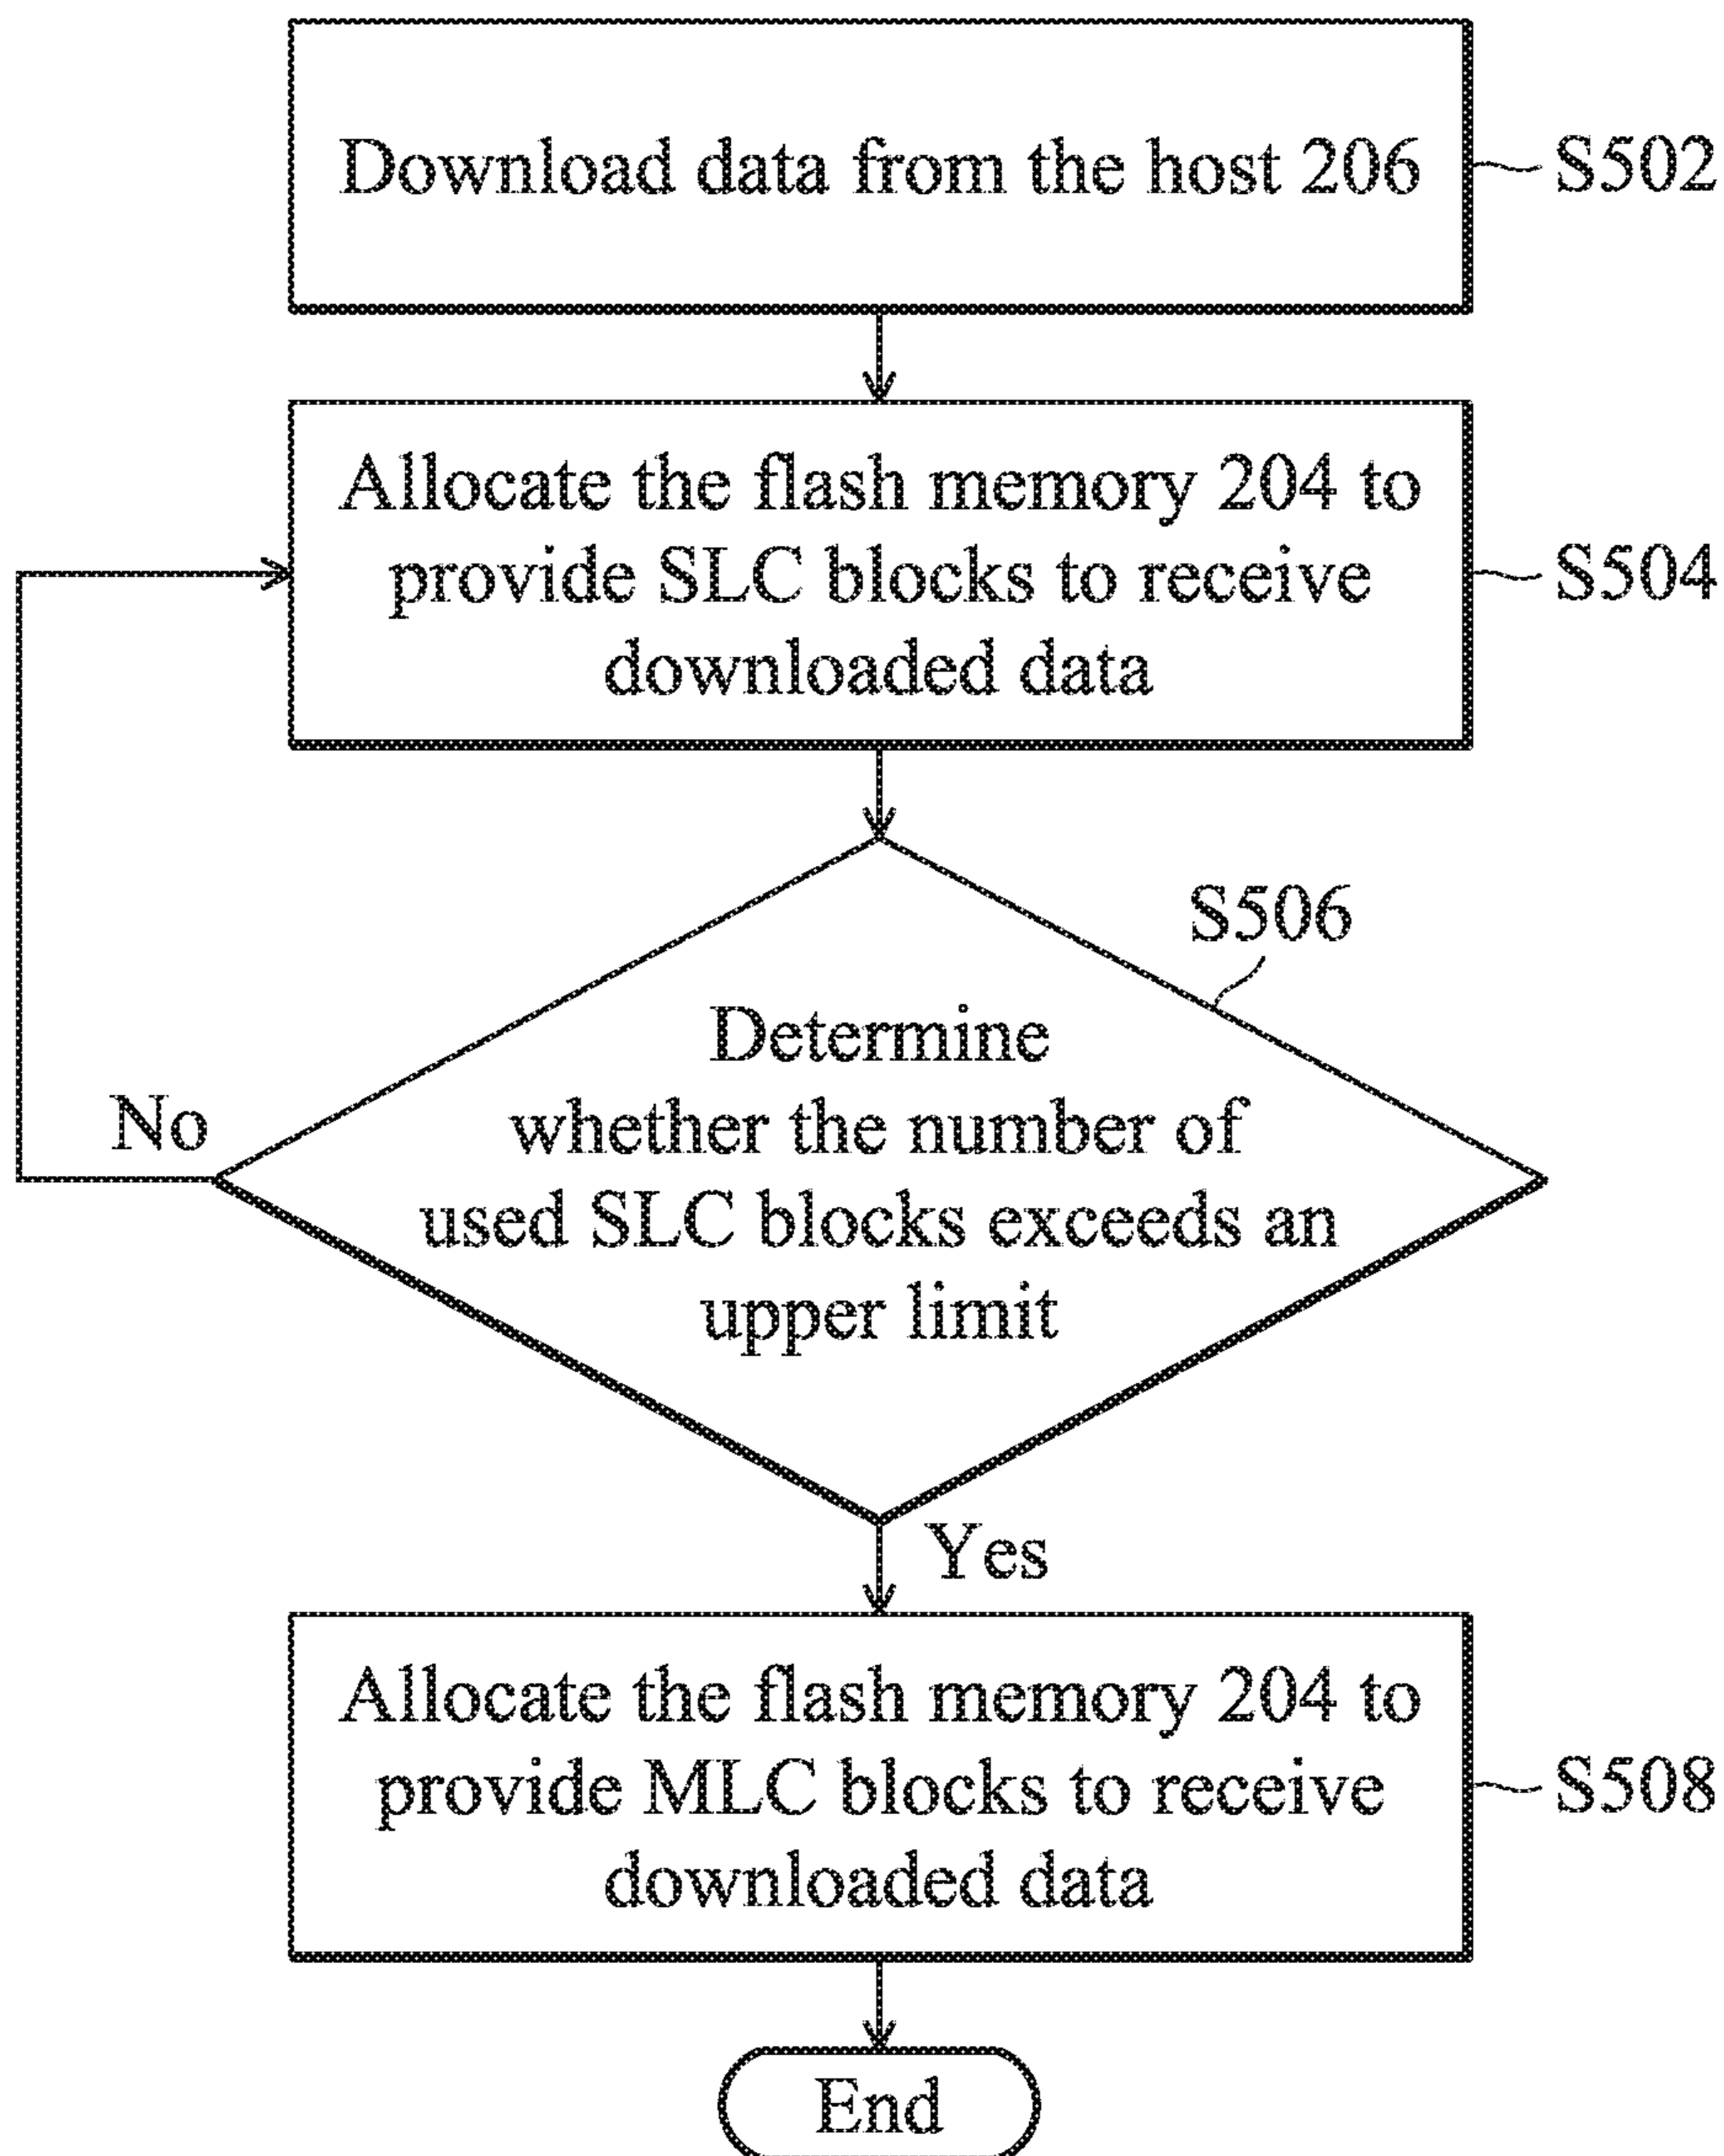 Download data from the host 206
S502
Allocate the flash memory 204 to
provide SLC blocks to receive
downloaded data
S504
S506
Determine
whether the number of
used SLC blocks exceeds an
upper limit
No
Yes
Allocate the flash memory 204 to
provide MLC blocks to receive
downloaded data
S508
End